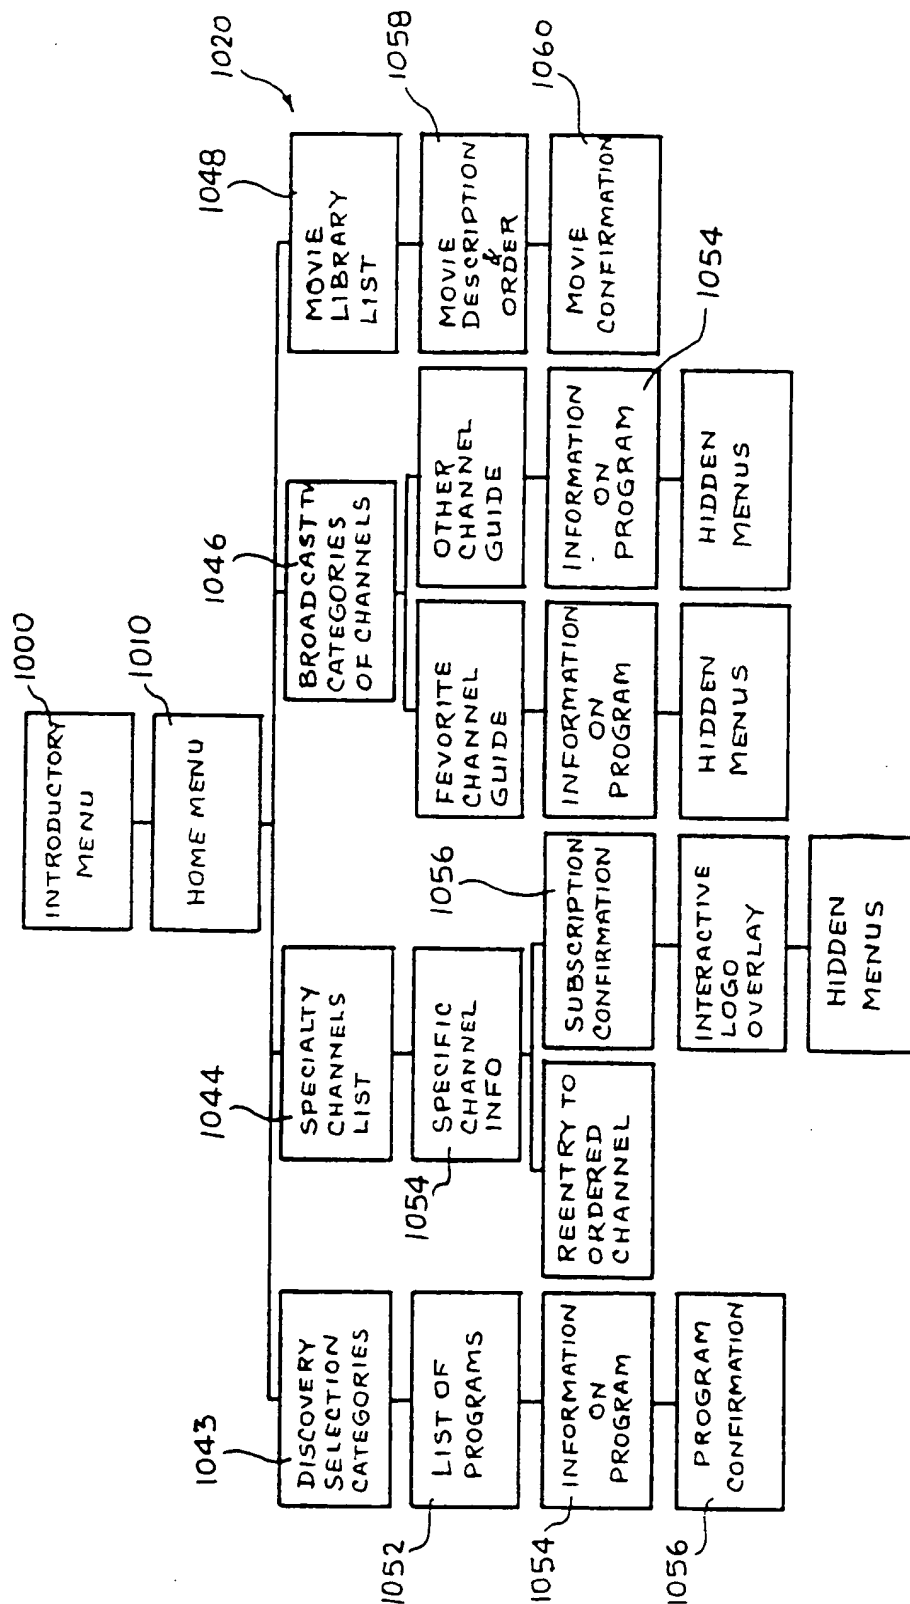 INTRODUCTORY
MENU
1000
HOME MENU
1010
1020
1043
DISCOVERY
SELECTION
CATEGORIES
1044
SPECIALTY
CHANNELS
LIST
1046
BROADCAST TV
CATEGORIES
OF CHANNELS
1048
MOVIE
LIBRARY
LIST
1052
LIST OF
PROGRAMS
1054
SPECIFIC
CHANNEL
INFO
FEVORITE
CHANNEL
GUIDE
OTHER
CHANNEL
GUIDE
1058
MOVIE
DESCRIPTION
&
ORDER
1054
INFORMATION
ON
PROGRAM
REENTRY TO
ORDERED
CHANNEL
1056
SUBSCRIPTION
CONFIRMATION
INFORMATION
ON
PROGRAM
INFORMATION
ON
PROGRAM
1054
1060
MOVIE
CONFIRMATION
1056
PROGRAM
CONFIRMATION
INTERACTIVE
LOGO
OVERLAY
HIDDEN
MENUS
HIDDEN
MENUS
HIDDEN
MENUS